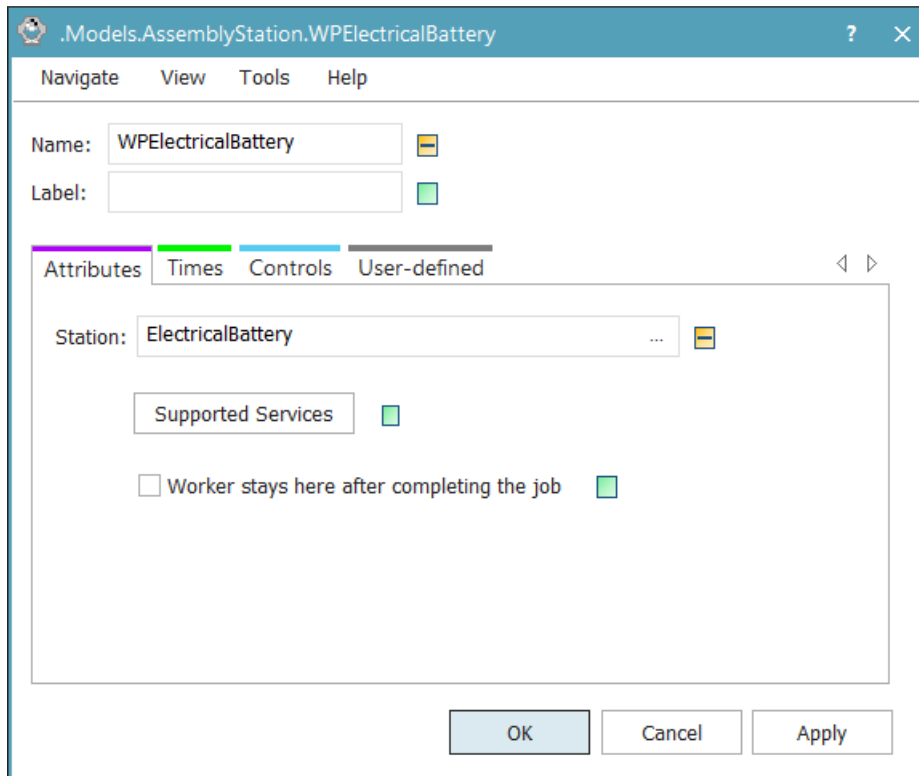 .Models.AssemblyStation.WPElectricalBattery ?
Navigate View Tools Help
Name: WPElectricalBattery
Label:
Attributes Times Controls User-defined
Station: ElectricalBattery ...
Supported Services
Worker stays here after completing the job
OK Cancel Apply